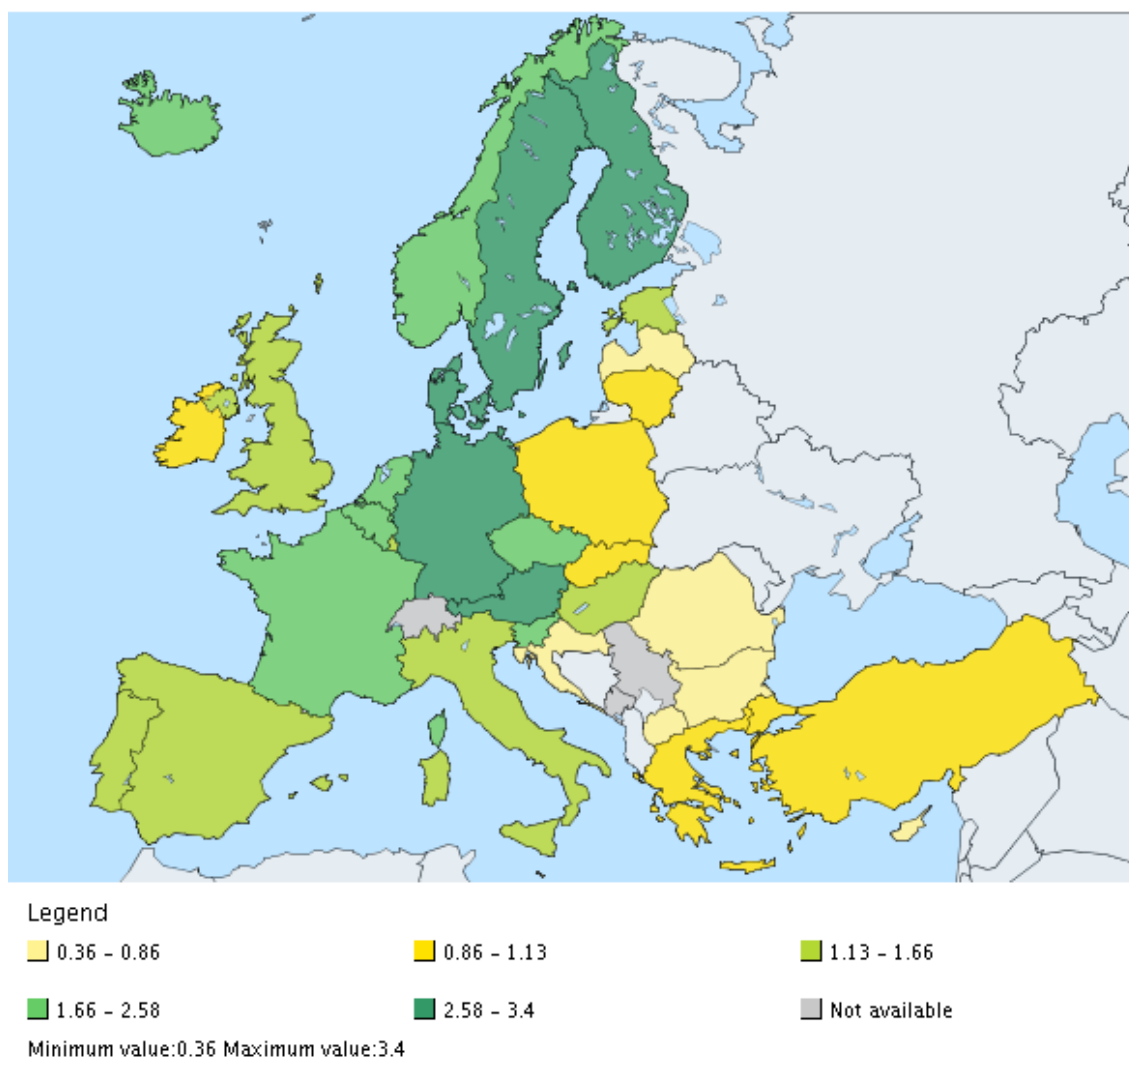 Legend
0.36 – 0.86
0.86 – 1.13
1.13 – 1.66
1.66 – 2.58
2.58 – 3.4
Not available
Minimum value:0.36 Maximum value:3.4